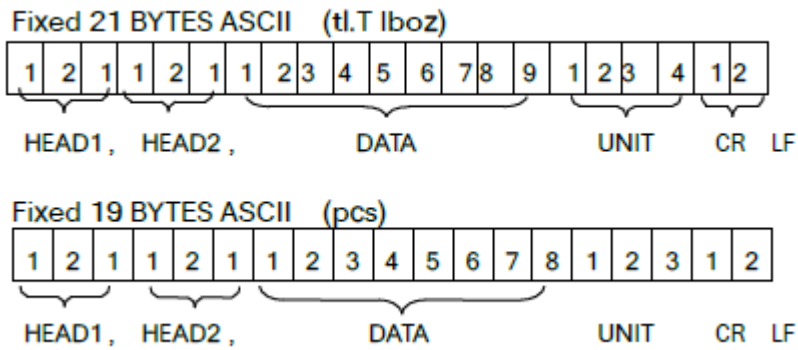 Fixed 21 BYTES ASCII (tl.T lboz)
1 2 1 1 2 1 1 2 3 4 5 6 7 8 9 1 2 3 4 1 2
HEAD1, HEAD2, DATA UNIT CR LF
Fixed 19 BYTES ASCII (pcs)
1 2 1 1 2 1 1 2 3 4 5 6 7 8 1 2 3 1 2
HEAD1, HEAD2, DATA UNIT CR LF